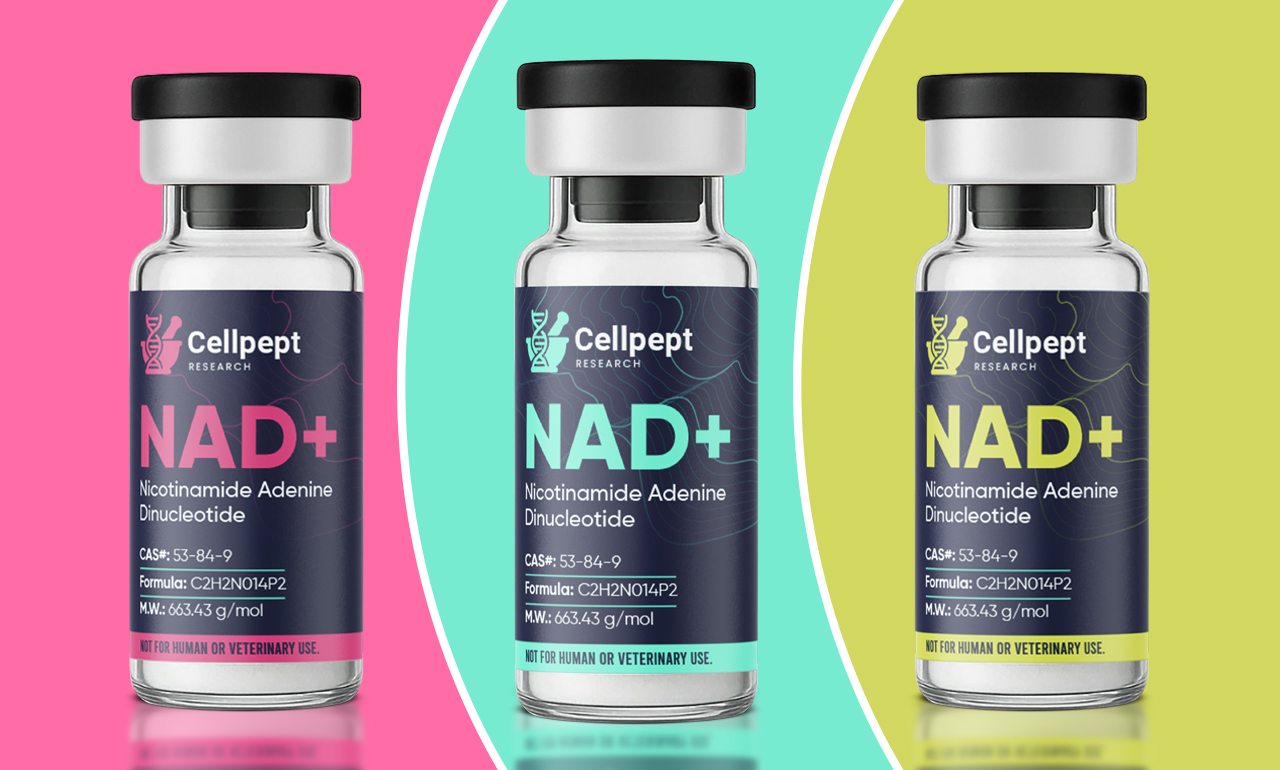 Cellpept
RESEARCH
NAD+
Nicotinamide Adenine
Dinucleotide
CAS#: 53-84-9
Formula: C2H2N014P2
M.W.: 663.43 g/mol
NOT FOR HUMAN OR VETERINARY USE.
Cellpept
RESEARCH
NAD+
Nicotinamide Adenine
Dinucleotide
CAS#: 53-84-9
Formula: C2H2N014P2
M.W.: 663.43 g/mol
NOT FOR HUMAN OR VETERINARY USE.
Cellpept
RESEARCH
NAD+
Nicotinamide Adenine
Dinucleotide
CAS#: 53-84-9
Formula: C2H2N014P2
M.W.: 663.43 g/mol
NOT FOR HUMAN OR VETERINARY USE.